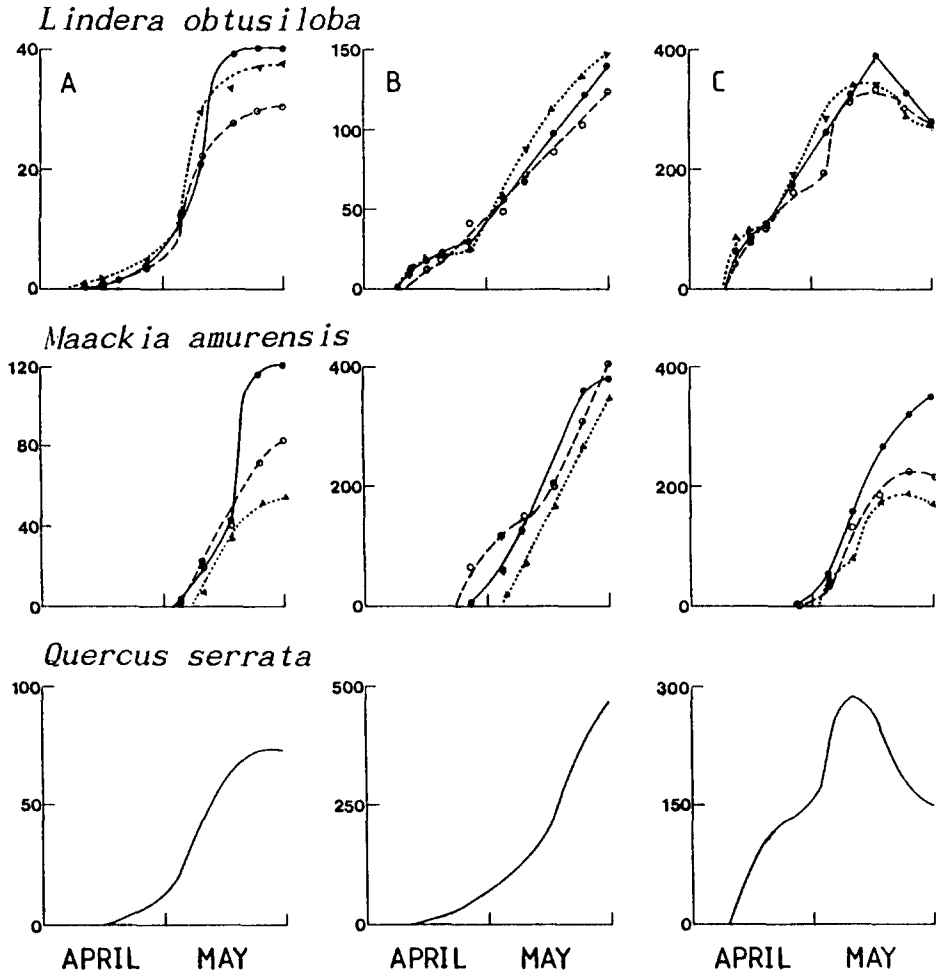 Lindera obtusiloba
40 A 150 B 400 C
20 100 200
50
0 0 0
Maackia amurensis
120 400 400
80
200 200
40
0 0 0
Quercus serrata
100 500 300
50 250 150
0 0 0
APRIL MAY APRIL MAY APRIL MAY